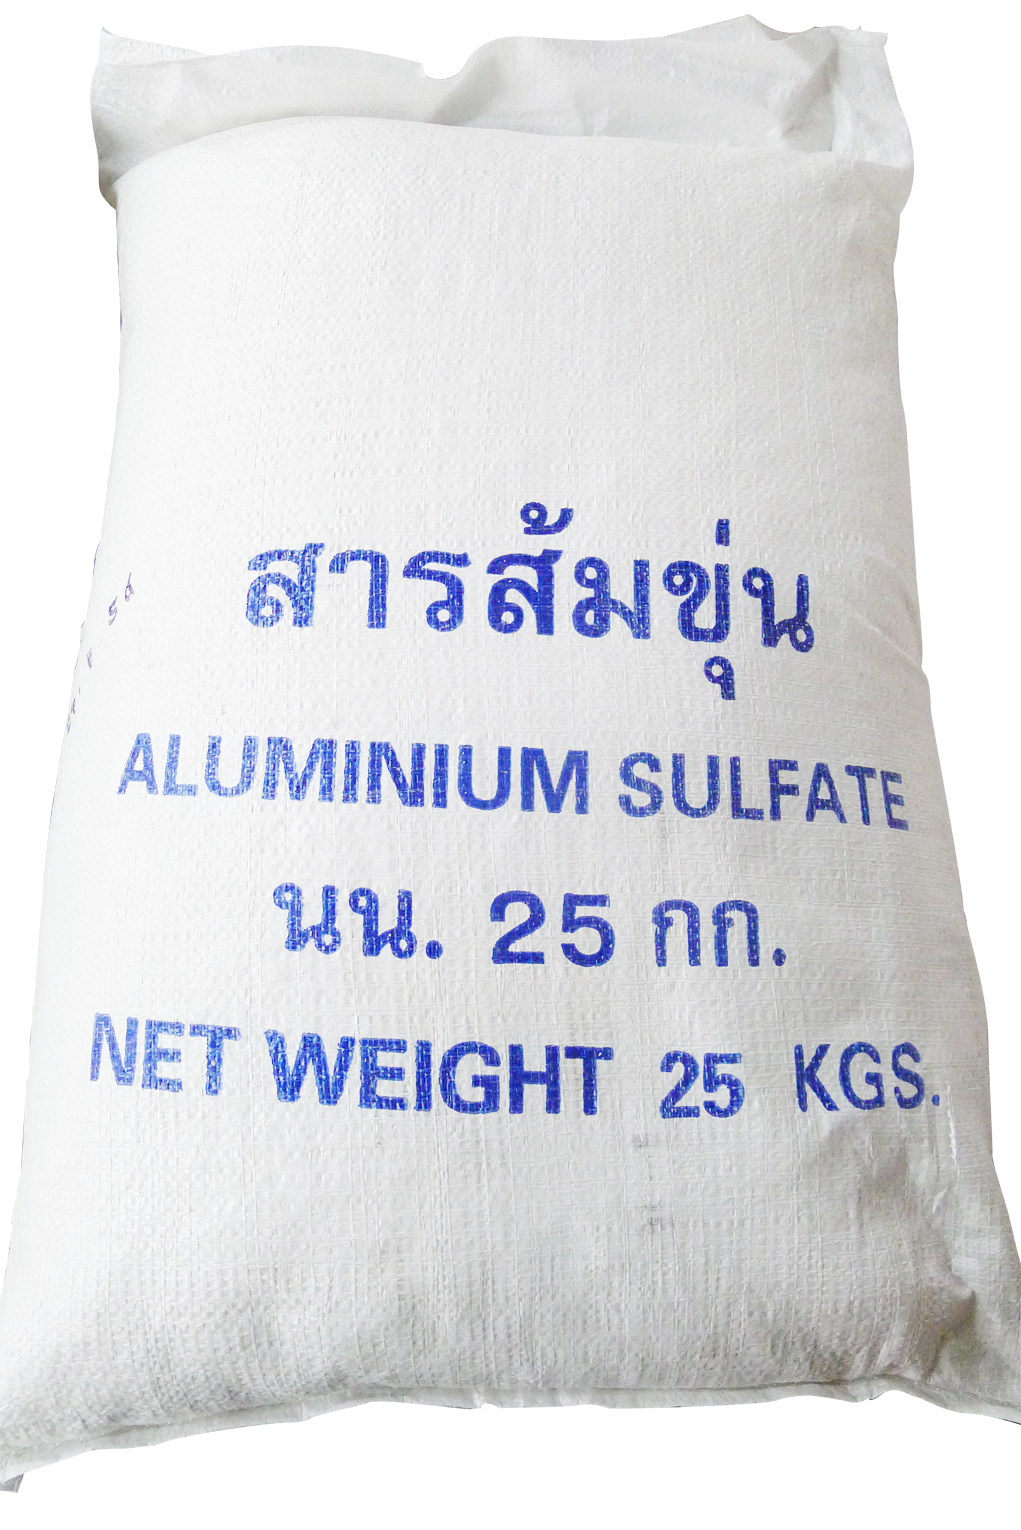 สารส้มขุ่น
ALUMINIUM SULFATE
นน. 25 กก.
NET WEIGHT 25 KGS.